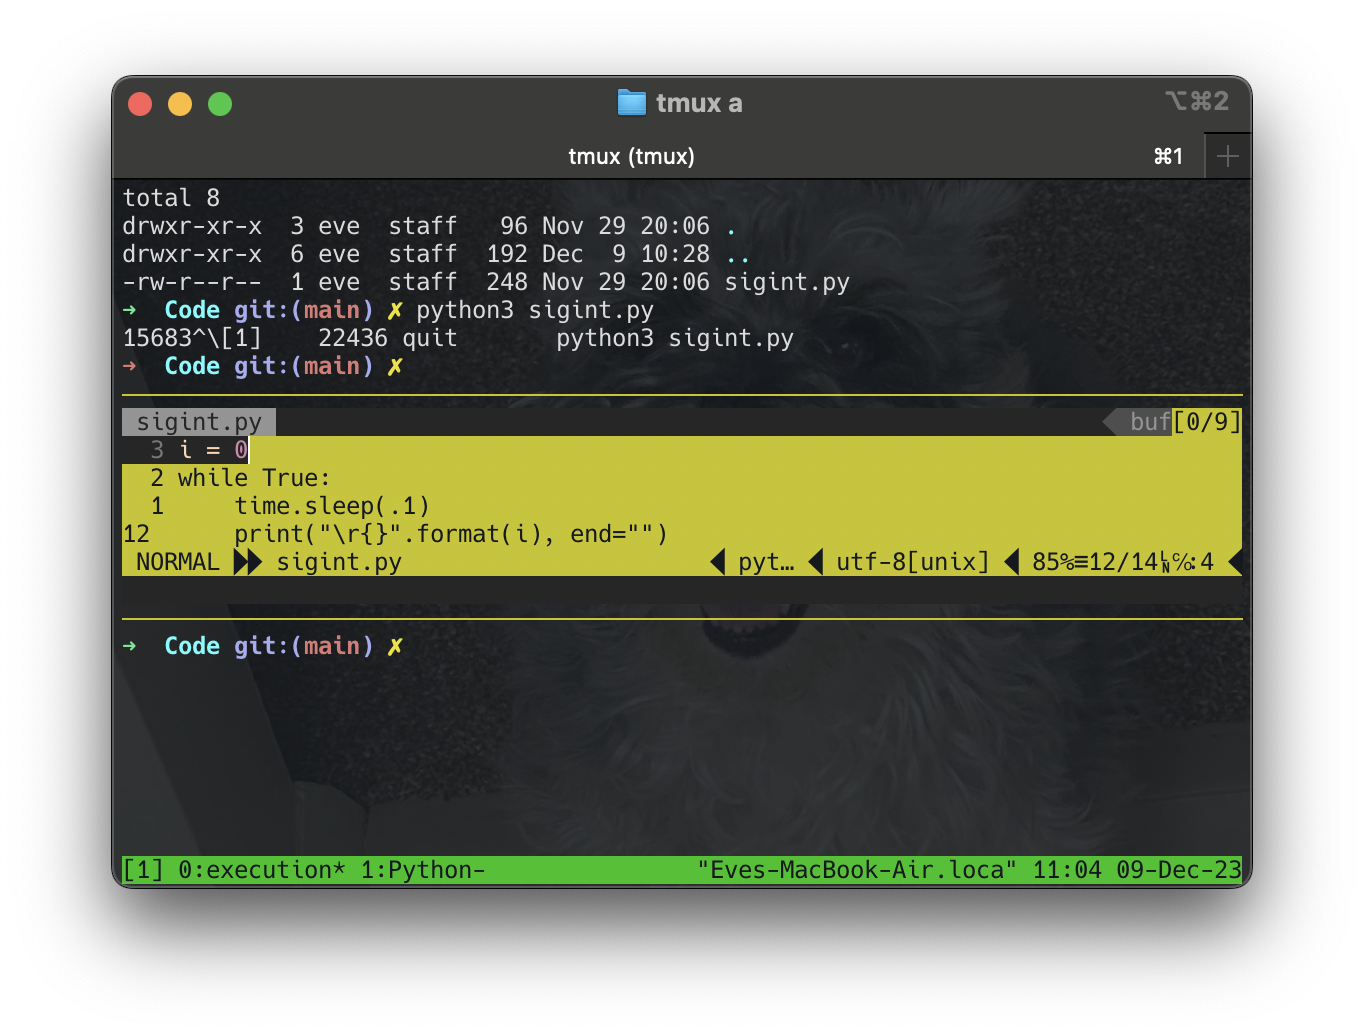 tmux a
⌥⌘2
tmux (tmux)
⌘1
total 8
drwxr-xr-x  3 eve  staff   96 Nov 29 20:06 .
drwxr-xr-x  6 eve  staff  192 Dec  9 10:28 ..
-rw-r--r--  1 eve  staff  248 Nov 29 20:06 sigint.py
→  Code git:(main) ✗ python3 sigint.py
15683^\[1]    22436 quit       python3 sigint.py
→  Code git:(main) ✗
sigint.py buf[0/9]
3 i = 0
2 while True:
1     time.sleep(.1)
12      print("\r{}".format(i), end="")
NORMAL sigint.py pyt… utf-8[unix] 85%≡12/14␤℅:4
→  Code git:(main) ✗
[1] 0:execution* 1:Python- "Eves-MacBook-Air.loca" 11:04 09-Dec-23